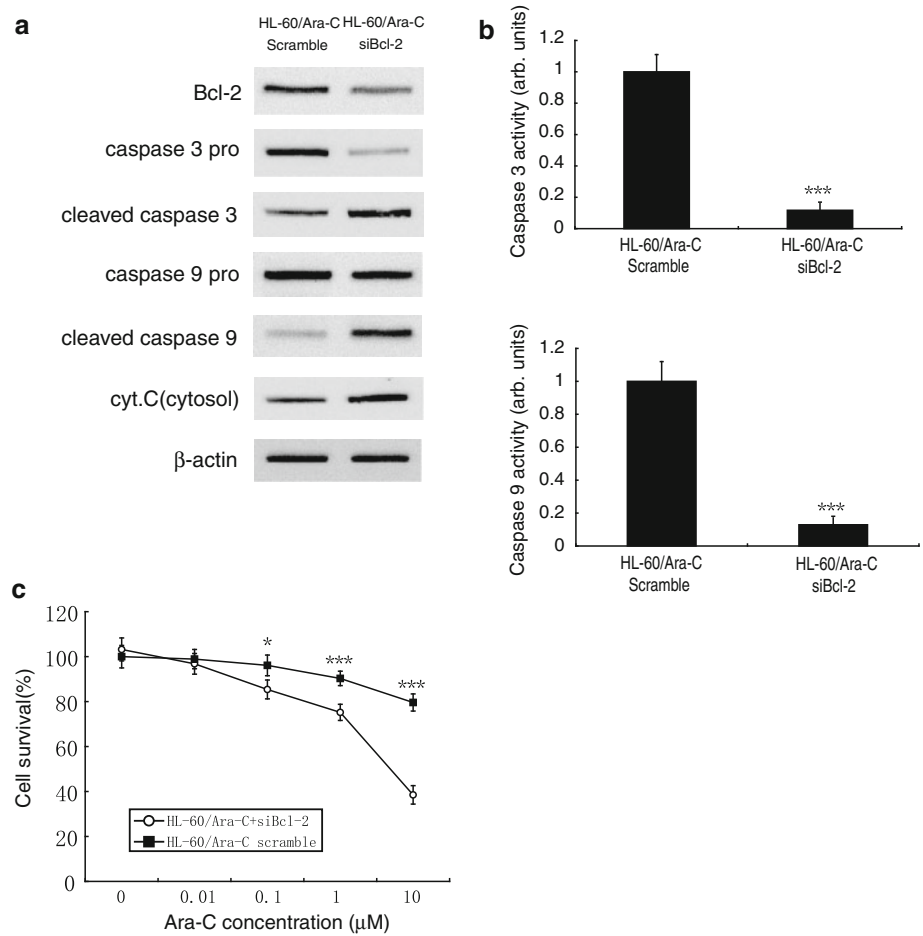 a
HL-60/Ara-C HL-60/Ara-C
Scramble siBcl-2
Bcl-2
caspase 3 pro
cleaved caspase 3
caspase 9 pro
cleaved caspase 9
cyt.C(cytosol)
β-actin
b
Caspase 3 activity (arb. units)
1.2
1
0.8
0.6
0.4
0.2
0
***
HL-60/Ara-C HL-60/Ara-C
Scramble siBcl-2
Caspase 9 activity (arb. units)
1.2
1
0.8
0.6
0.4
0.2
0
***
HL-60/Ara-C HL-60/Ara-C
Scramble siBcl-2
c
Cell survival(%)
120
100
80
60
40
20
0
*
***
***
HL-60/Ara-C+siBcl-2
HL-60/Ara-C scramble
0 0.01 0.1 1 10
Ara-C concentration (μM)